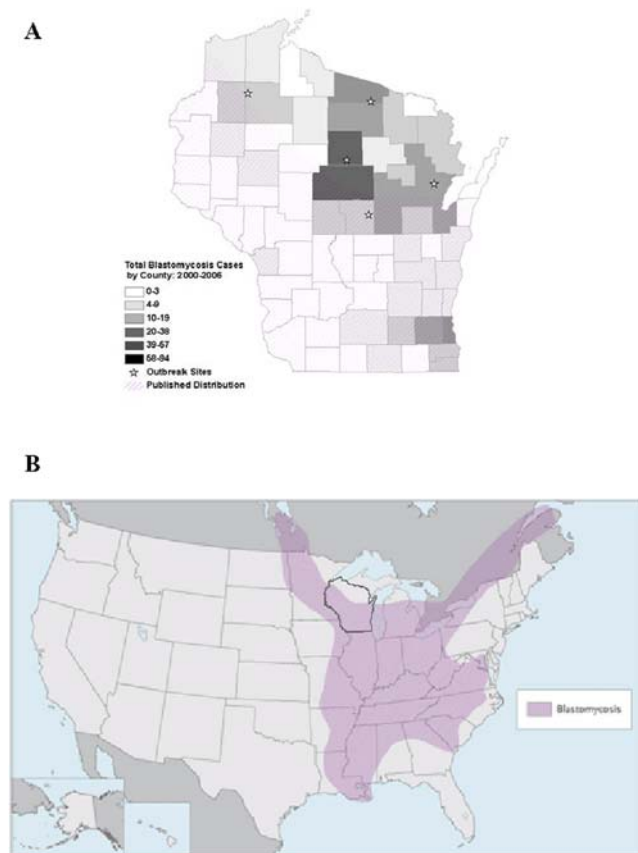 A
Total Blastomycosis Cases
by County: 2000-2006
0-3
4-9
10-19
20-38
39-57
58-94
Outbreak Sites
Published Distribution
B
Blastomycosis